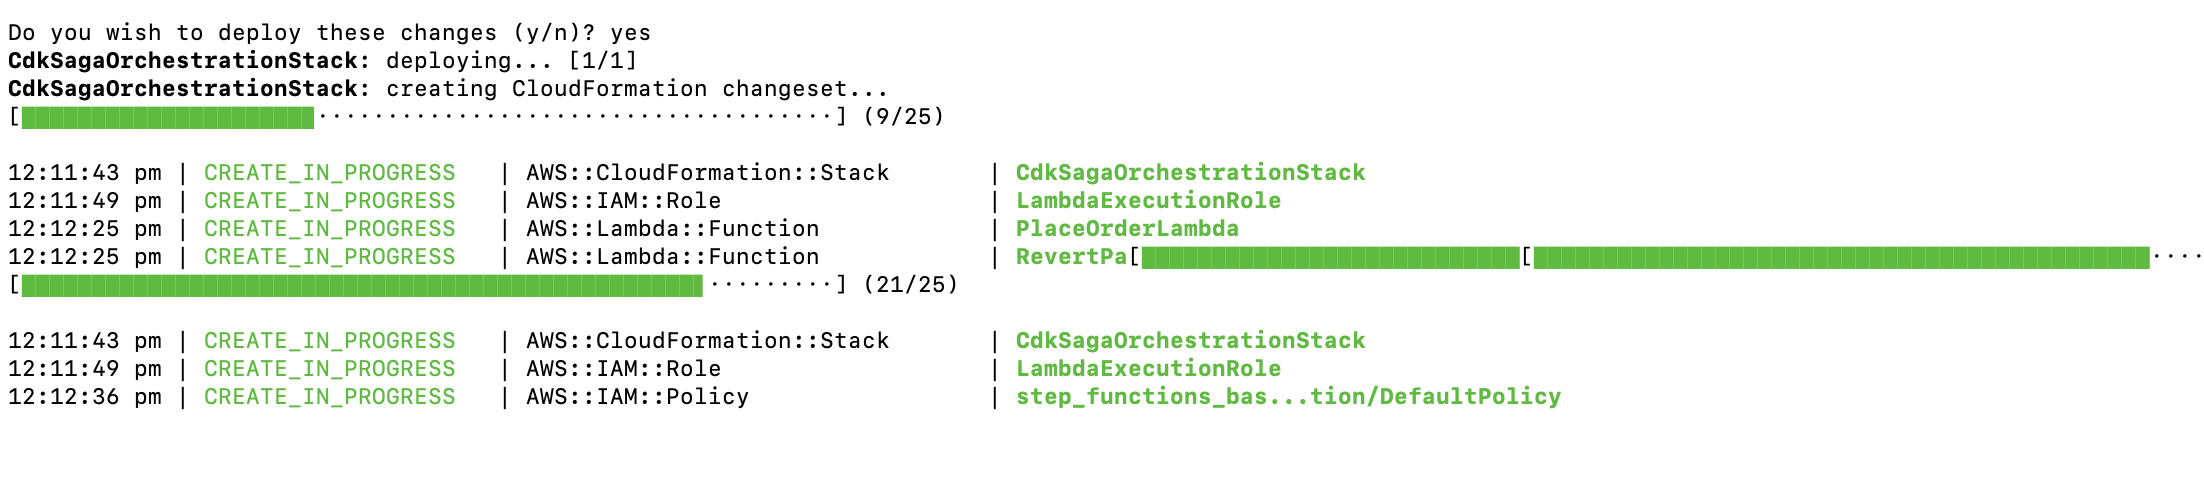 Do you wish to deploy these changes (y/n)? yes
CdkSagaOrchestrationStack: deploying... [1/1]
CdkSagaOrchestrationStack: creating CloudFormation changeset...
[█████████████████████·····································] (9/25)
12:11:43 pm | CREATE_IN_PROGRESS   | AWS::CloudFormation::Stack       | CdkSagaOrchestrationStack
12:11:49 pm | CREATE_IN_PROGRESS   | AWS::IAM::Role                   | LambdaExecutionRole
12:12:25 pm | CREATE_IN_PROGRESS   | AWS::Lambda::Function            | PlaceOrderLambda
12:12:25 pm | CREATE_IN_PROGRESS   | AWS::Lambda::Function            | RevertPa[███████████████████████████[████████████████████████████████████████████····
[█████████████████████████████████████████████████·········] (21/25)
12:11:43 pm | CREATE_IN_PROGRESS   | AWS::CloudFormation::Stack       | CdkSagaOrchestrationStack
12:11:49 pm | CREATE_IN_PROGRESS   | AWS::IAM::Role                   | LambdaExecutionRole
12:12:36 pm | CREATE_IN_PROGRESS   | AWS::IAM::Policy                 | step_functions_bas...tion/DefaultPolicy